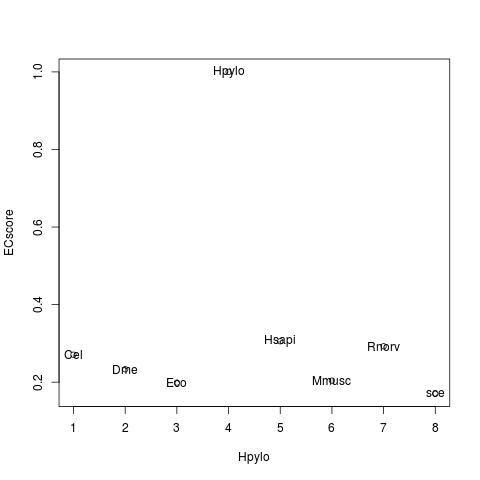 Hpylo
ECscore
1.0
0.8
0.6
0.4
0.2
Hsapi
Rnorv
Cel
Dme
Eco
Mmusc
sce
1 2 3 4 5 6 7 8
Hpylo